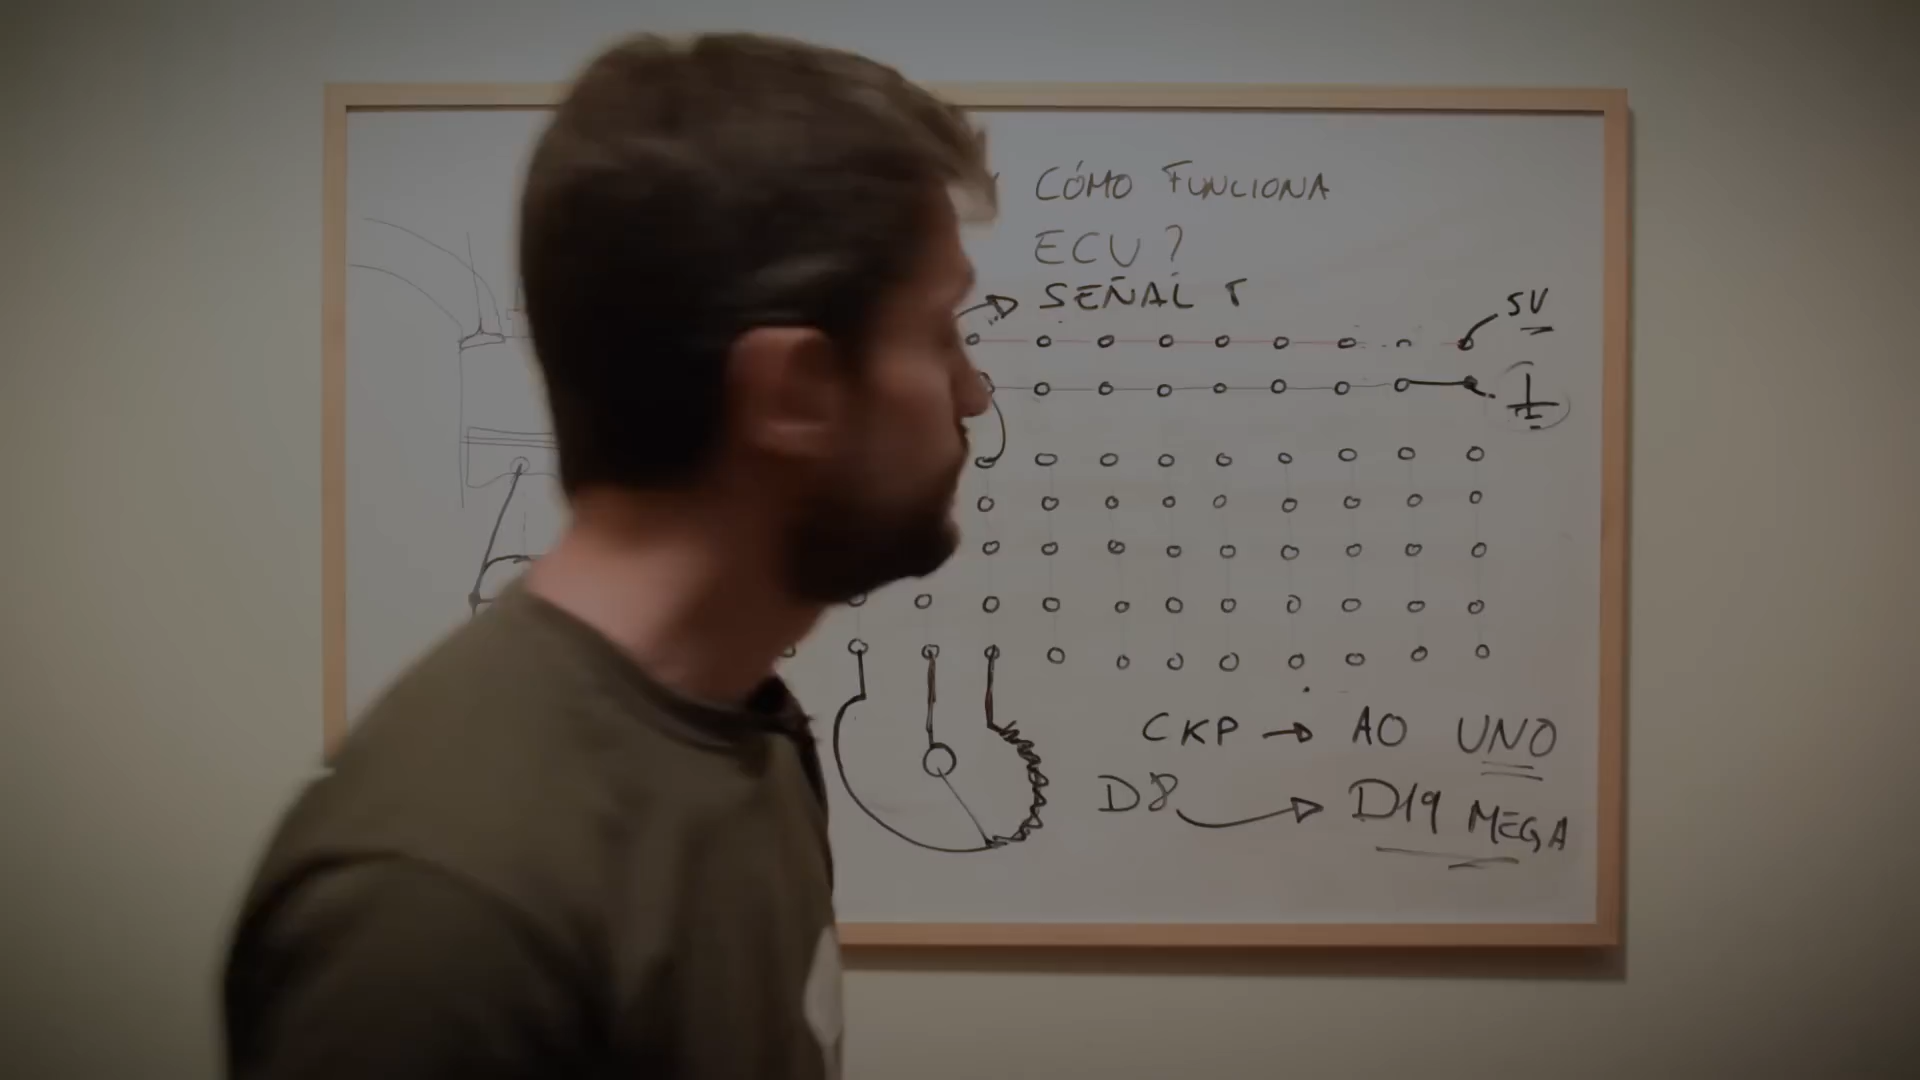 CÓMO FUNCIONA
ECU?
SEÑAL T
5V
CKP → A0 UNO
D8 → D19 MEGA